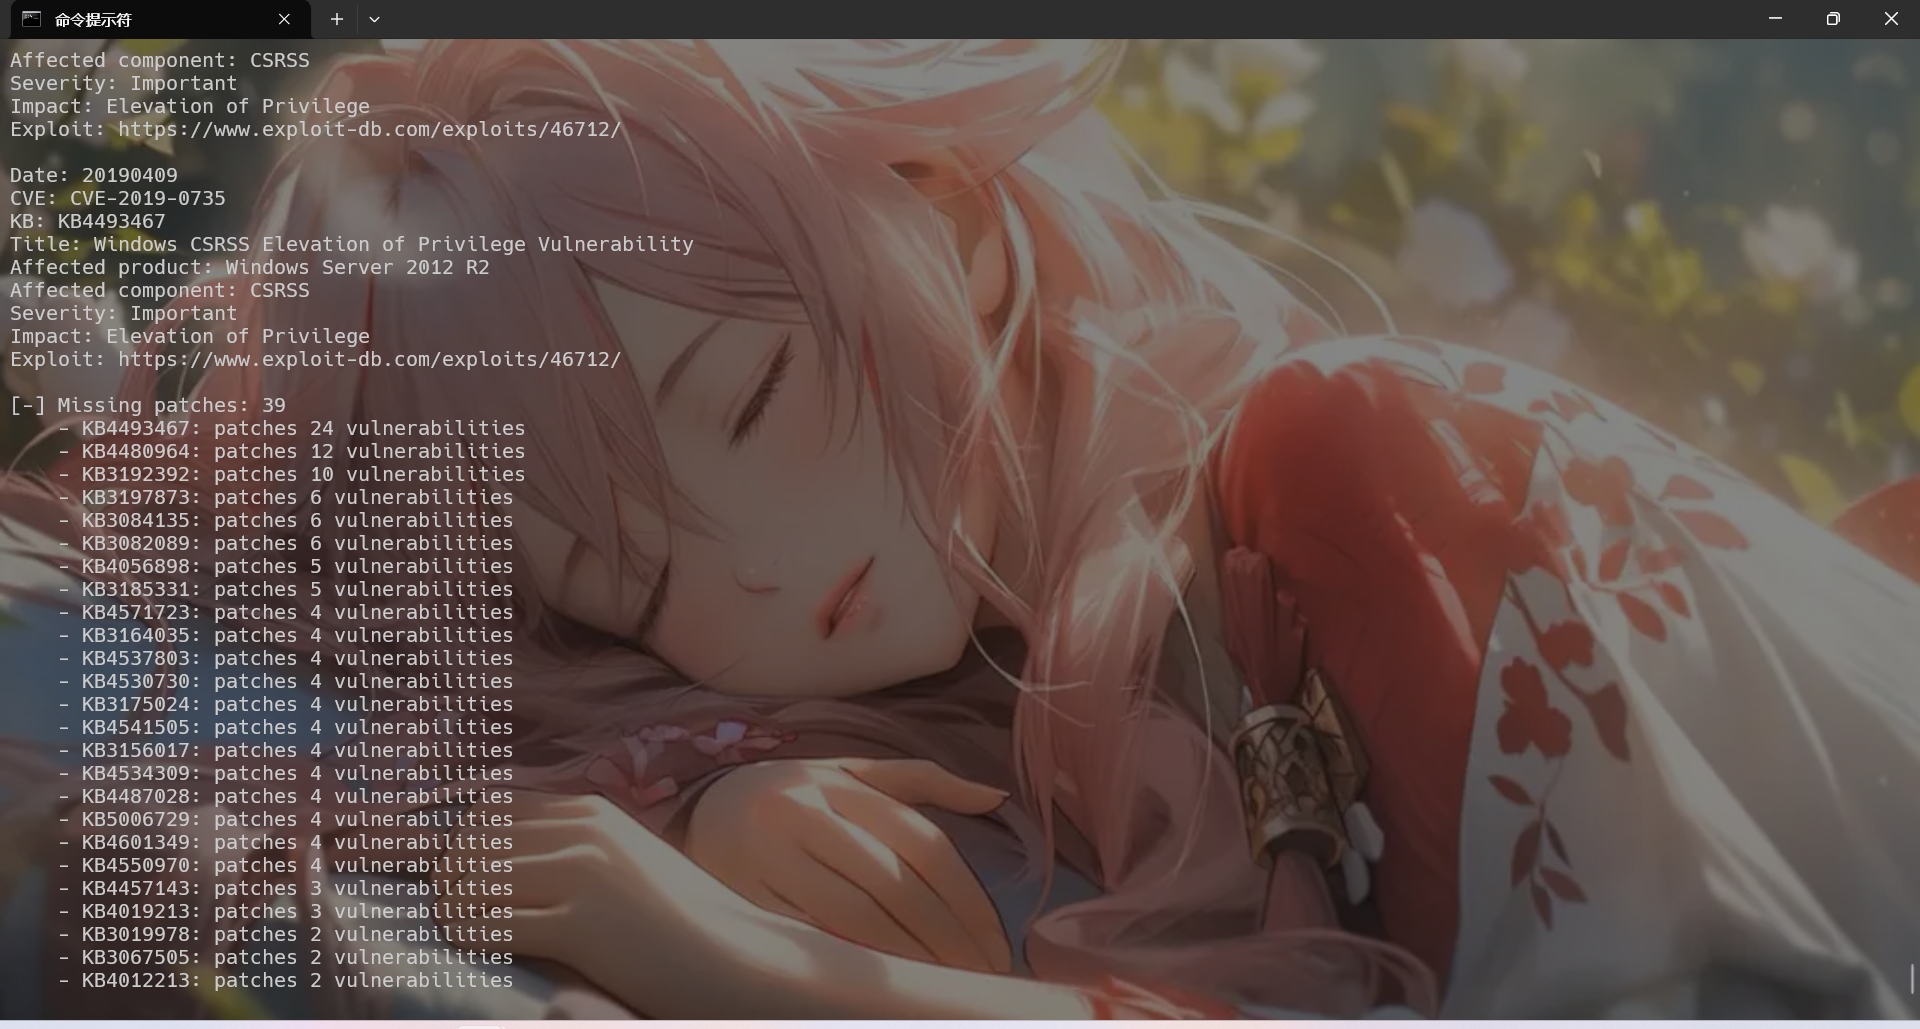 命令提示符
Affected component: CSRSS
Severity: Important
Impact: Elevation of Privilege
Exploit: https://www.exploit-db.com/exploits/46712/
Date: 20190409
CVE: CVE-2019-0735
KB: KB4493467
Title: Windows CSRSS Elevation of Privilege Vulnerability
Affected product: Windows Server 2012 R2
Affected component: CSRSS
Severity: Important
Impact: Elevation of Privilege
Exploit: https://www.exploit-db.com/exploits/46712/
[-] Missing patches: 39
- KB4493467: patches 24 vulnerabilities
- KB4480964: patches 12 vulnerabilities
- KB3192392: patches 10 vulnerabilities
- KB3197873: patches 6 vulnerabilities
- KB3084135: patches 6 vulnerabilities
- KB3082089: patches 6 vulnerabilities
- KB4056898: patches 5 vulnerabilities
- KB3185331: patches 5 vulnerabilities
- KB4571723: patches 4 vulnerabilities
- KB3164035: patches 4 vulnerabilities
- KB4537803: patches 4 vulnerabilities
- KB4530730: patches 4 vulnerabilities
- KB3175024: patches 4 vulnerabilities
- KB4541505: patches 4 vulnerabilities
- KB3156017: patches 4 vulnerabilities
- KB4534309: patches 4 vulnerabilities
- KB4487028: patches 4 vulnerabilities
- KB5006729: patches 4 vulnerabilities
- KB4601349: patches 4 vulnerabilities
- KB4550970: patches 4 vulnerabilities
- KB4457143: patches 3 vulnerabilities
- KB4019213: patches 3 vulnerabilities
- KB3019978: patches 2 vulnerabilities
- KB3067505: patches 2 vulnerabilities
- KB4012213: patches 2 vulnerabilities